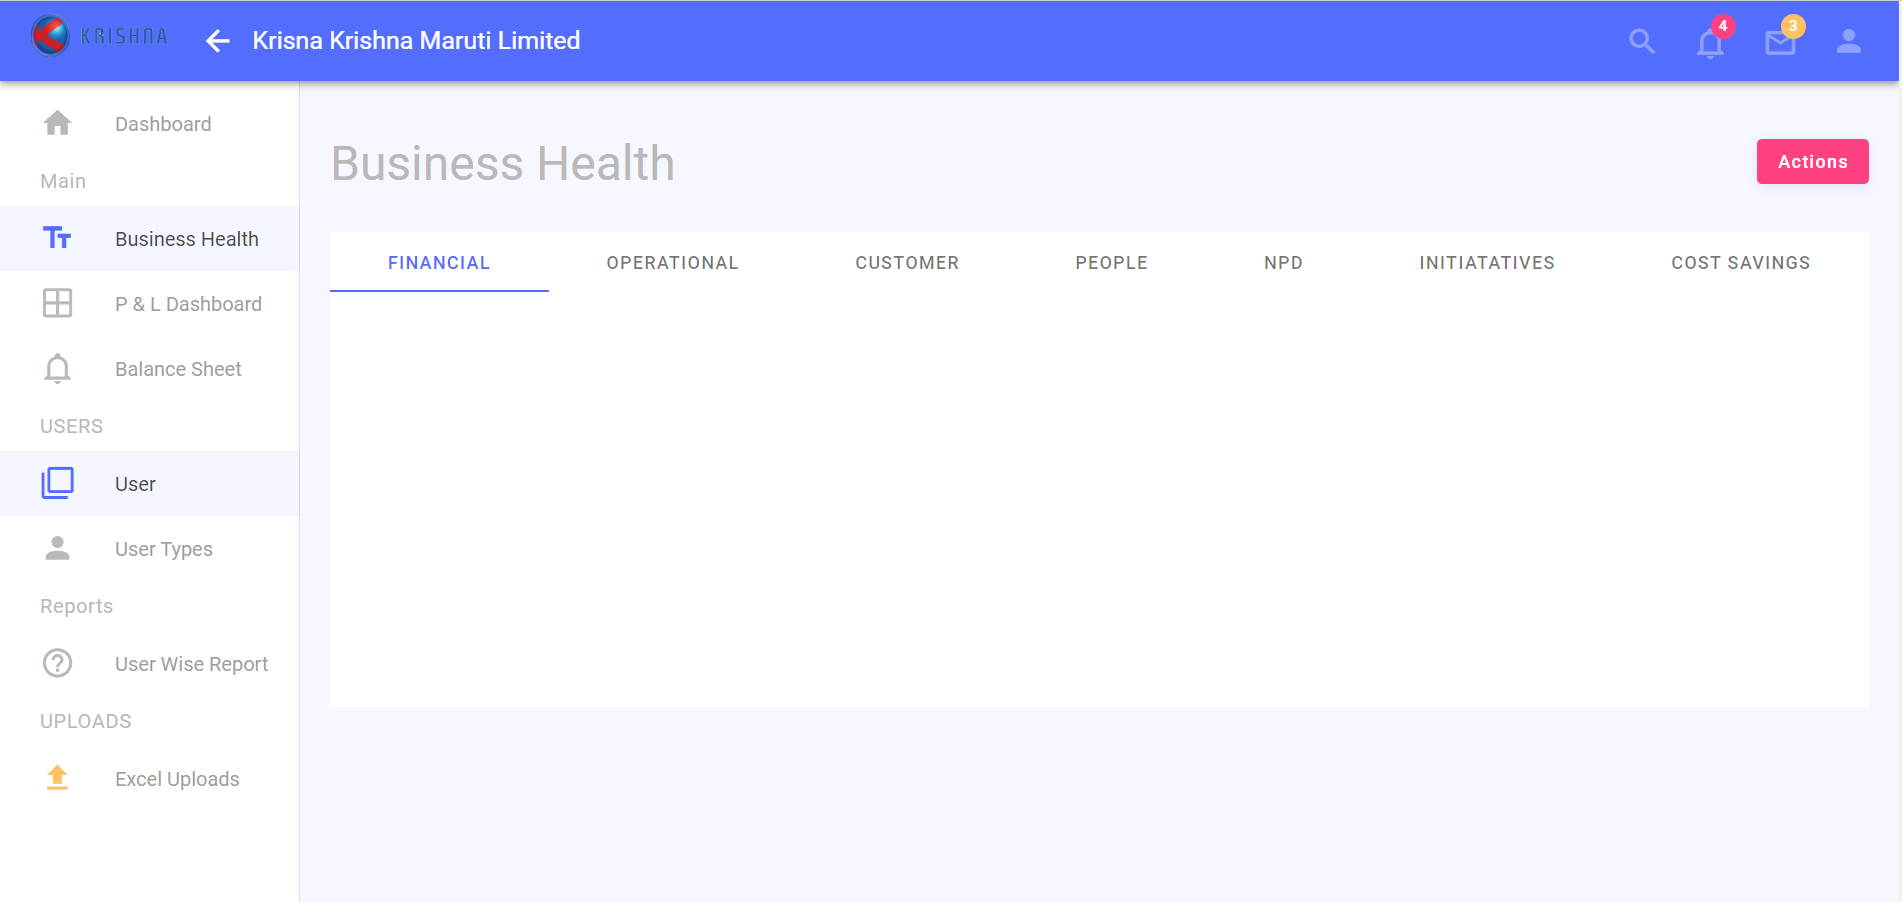 KRISHNA
Krisna Krishna Maruti Limited
4
3
Dashboard
Main
Business Health
P & L Dashboard
Balance Sheet
USERS
User
User Types
Reports
User Wise Report
UPLOADS
Excel Uploads
Business Health
Actions
FINANCIAL OPERATIONAL CUSTOMER PEOPLE NPD INITIATATIVES COST SAVINGS